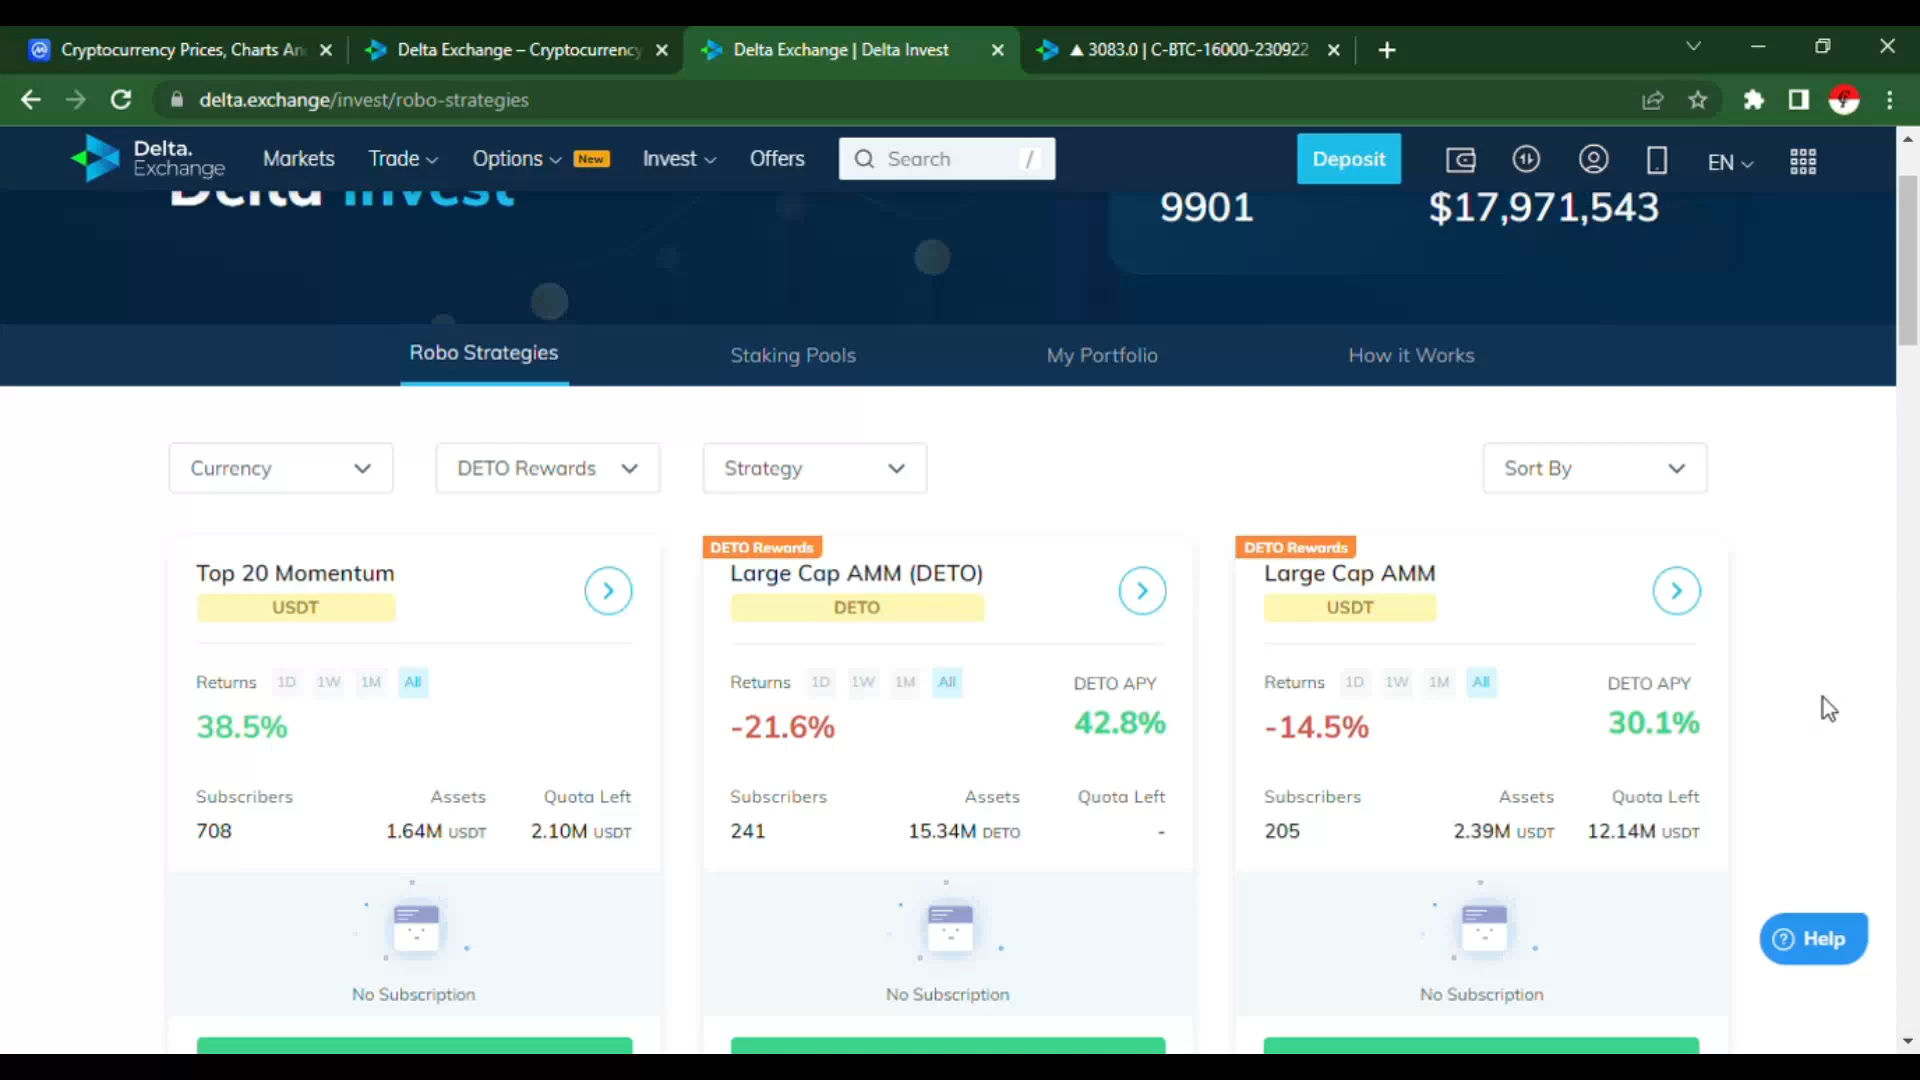 Cryptocurrency Prices, Charts An
Delta Exchange – Cryptocurrency
Delta Exchange | Delta Invest
▲ 3083.0 | C-BTC-16000-230922
delta.exchange/invest/robo-strategies
Delta.
Exchange
Markets
Trade
Options
New
Invest
Offers
Search
/
Deposit
EN
Delta Invest
9901
$17,971,543
Robo Strategies
Staking Pools
My Portfolio
How it Works
Currency
DETO Rewards
Strategy
Sort By
Top 20 Momentum
USDT
Returns 1D 1W 1M All
38.5%
Subscribers Assets Quota Left
708 1.64M USDT 2.10M USDT
No Subscription
DETO Rewards
Large Cap AMM (DETO)
DETO
Returns 1D 1W 1M All DETO APY
-21.6% 42.8%
Subscribers Assets Quota Left
241 15.34M DETO -
No Subscription
DETO Rewards
Large Cap AMM
USDT
Returns 1D 1W 1M All DETO APY
-14.5% 30.1%
Subscribers Assets Quota Left
205 2.39M USDT 12.14M USDT
No Subscription
Help